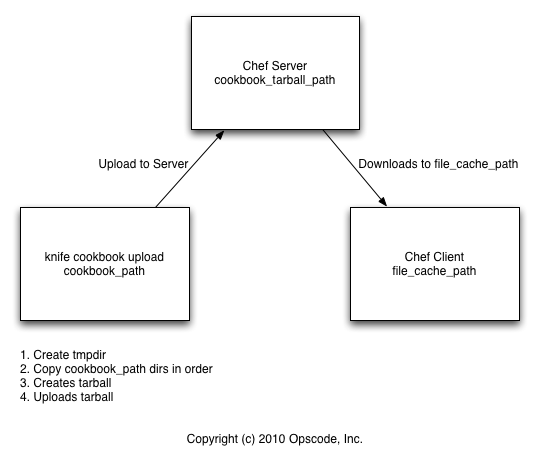 Chef Server
cookbook_tarball_path
Upload to Server
Downloads to file_cache_path
knife cookbook upload
cookbook_path
Chef Client
file_cache_path
1. Create tmpdir
2. Copy cookbook_path dirs in order
3. Creates tarball
4. Uploads tarball
Copyright (c) 2010 Opscode, Inc.